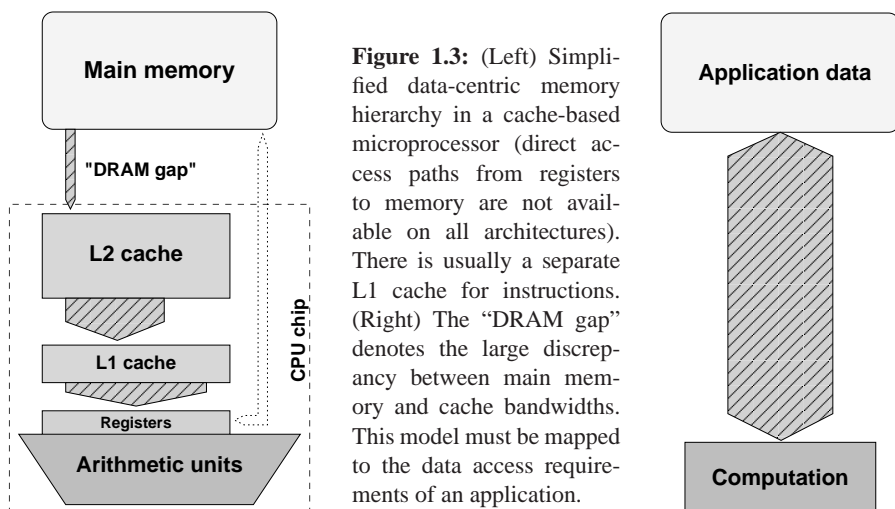 Main memory
"DRAM gap"
L2 cache
L1 cache
Registers
Arithmetic units
CPU chip
Figure 1.3: (Left) Simpli-
fied data-centric memory
hierarchy in a cache-based
microprocessor (direct ac-
cess paths from registers
to memory are not avail-
able on all architectures).
There is usually a separate
L1 cache for instructions.
(Right) The “DRAM gap”
denotes the large discrep-
ancy between main mem-
ory and cache bandwidths.
This model must be mapped
to the data access require-
ments of an application.
Application data
Computation